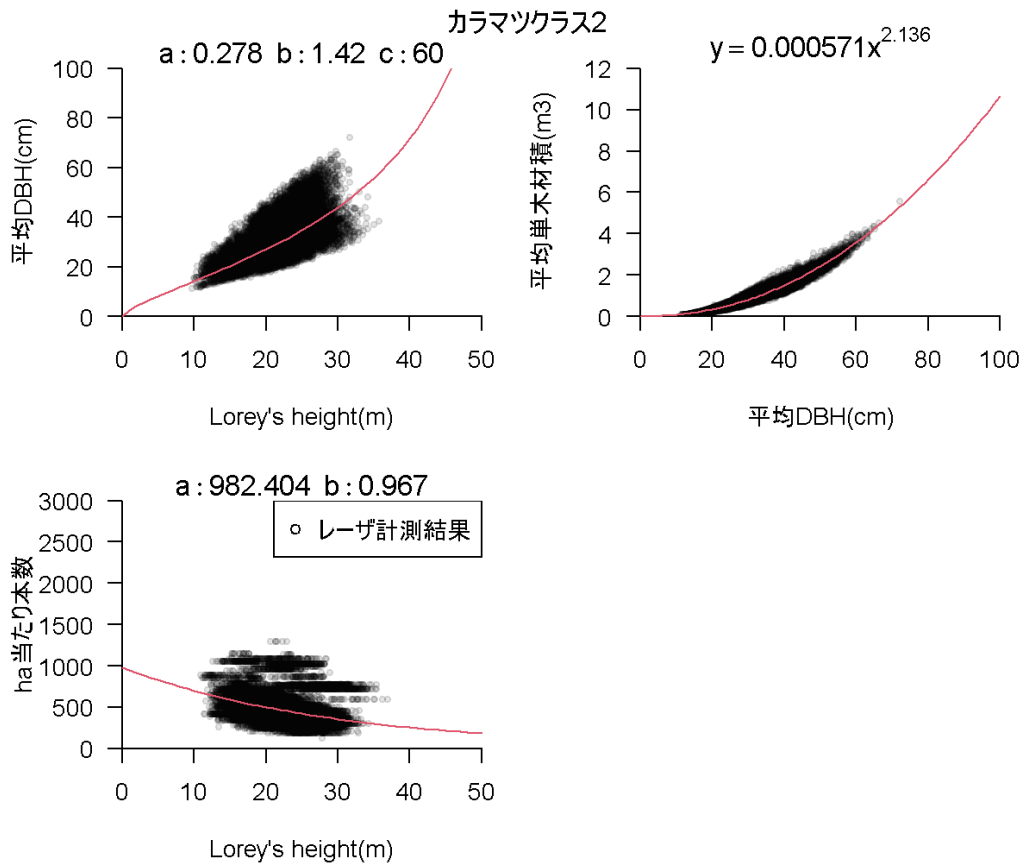 カラマツクラス2
a : 0.278 b : 1.42 c : 60
平均DBH(cm)
100
80
60
40
20
0
0 10 20 30 40 50
Lorey's height(m)
y = 0.000571x^2.136
平均単木材積(m3)
12
10
8
6
4
2
0
0 20 40 60 80 100
平均DBH(cm)
a : 982.404 b : 0.967
ha当たり本数
3000
2500
2000
1500
1000
500
0
レーザ計測結果
0 10 20 30 40 50
Lorey's height(m)